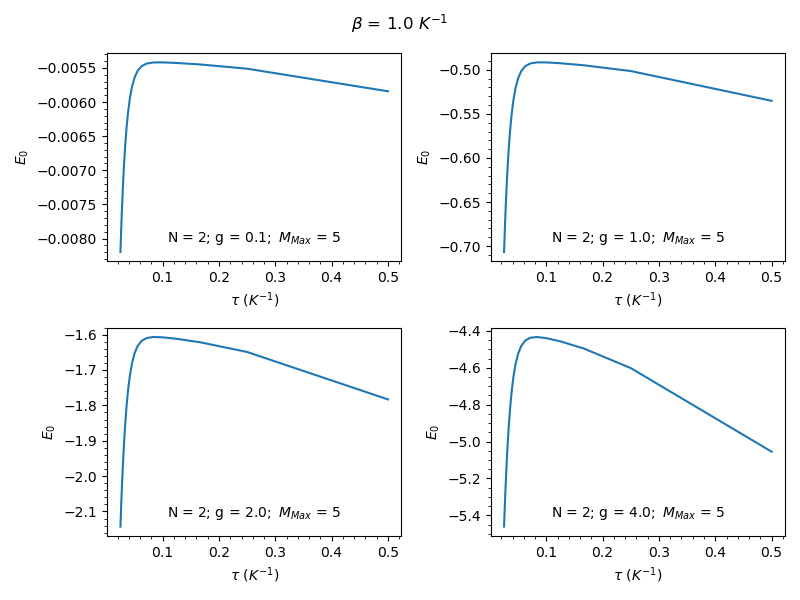 β = 1.0 K⁻¹
−0.0055
−0.0060
−0.0065
−0.0070
−0.0075
−0.0080
E₀
N = 2; g = 0.1; M_Max = 5
0.1 0.2 0.3 0.4 0.5
τ (K⁻¹)
−0.50
−0.55
−0.60
−0.65
−0.70
E₀
N = 2; g = 1.0; M_Max = 5
0.1 0.2 0.3 0.4 0.5
τ (K⁻¹)
−1.6
−1.7
−1.8
−1.9
−2.0
−2.1
E₀
N = 2; g = 2.0; M_Max = 5
0.1 0.2 0.3 0.4 0.5
τ (K⁻¹)
−4.4
−4.6
−4.8
−5.0
−5.2
−5.4
E₀
N = 2; g = 4.0; M_Max = 5
0.1 0.2 0.3 0.4 0.5
τ (K⁻¹)